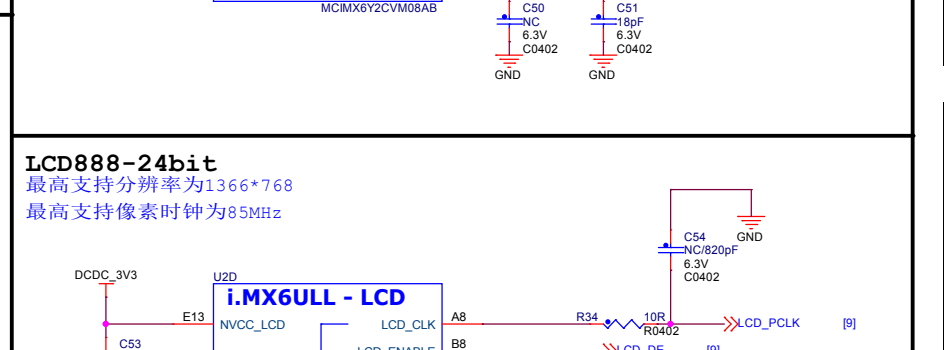 MCIMX6Y2CVM08AB
C50
NC
6.3V
C0402
GND
C51
18pF
6.3V
C0402
GND
LCD888-24bit
最高支持分辨率为1366*768
最高支持像素时钟为85MHz
GND
C54
NC/820pF
6.3V
C0402
DCDC_3V3
U2D
i.MX6ULL - LCD
E13
NVCC_LCD
LCD_CLK
A8
R34
10R
R0402
LCD_PCLK
[9]
C53
LCD_ENABLE
B8
LCD_DE
[9]